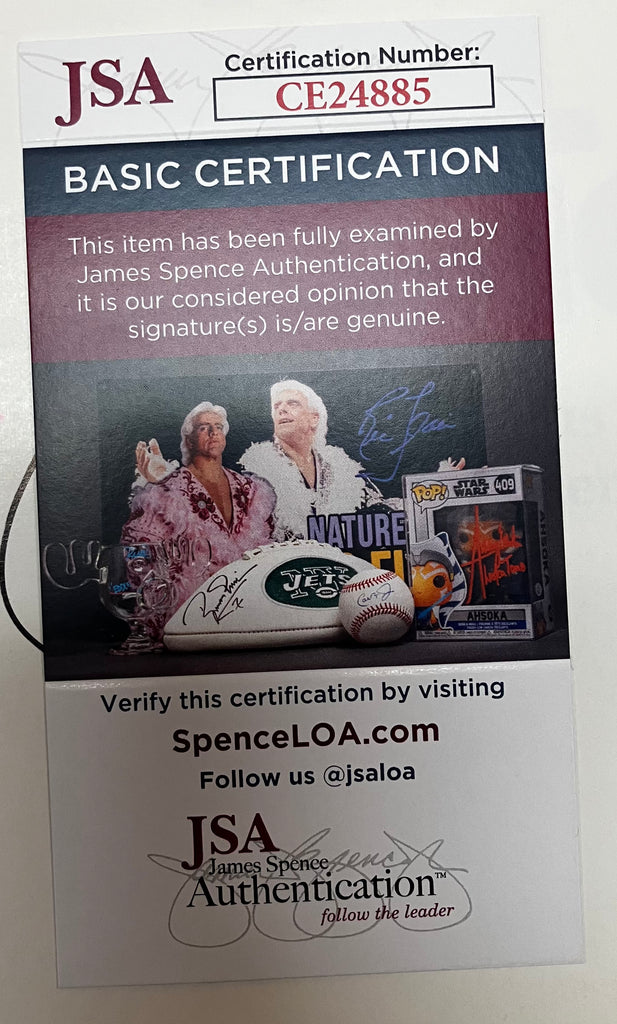 JSA
Certification Number:
CE24885
BASIC CERTIFICATION
This item has been fully examined by
James Spence Authentication, and
it is our considered opinion that the
signature(s) is/are genuine.
NATURE
POP!
STAR
WARS
409
JETS
AHSOKA
Verify this certification by visiting
SpenceLOA.com
Follow us @jsaloa
JSA
James Spence
Authentication™
follow the leader